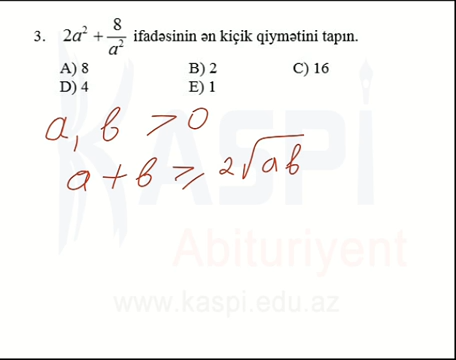 3. 2a² + 8/a² ifadəsinin ən kiçik qiymətini tapın.
A) 8 B) 2 C) 16
D) 4 E) 1
a, b > 0
a + b ⩾ 2√ab
KASPİ
Abituriyent
www.kaspi.edu.az